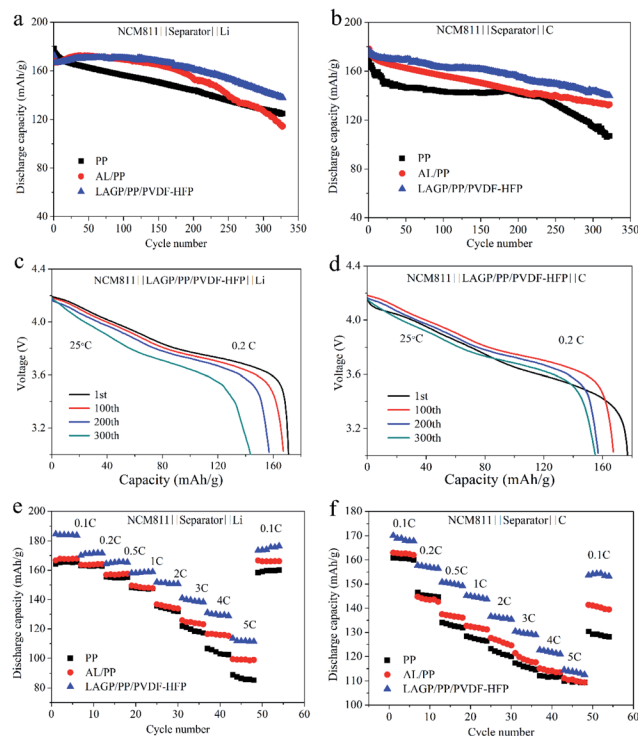 a
NCM811||Separator||Li
Discharge capacity (mAh/g)
200
160
120
80
40
PP
AL/PP
LAGP/PP/PVDF-HFP
0 50 100 150 200 250 300 350
Cycle number
b
NCM811||Separator||C
Discharge capacity (mAh/g)
200
160
120
80
40
PP
AL/PP
LAGP/PP/PVDF-HFP
0 50 100 150 200 250 300 350
Cycle number
c
NCM811||LAGP/PP/PVDF-HFP||Li
Voltage (V)
4.4
4.0
3.6
3.2
25°C
0.2 C
1st
100th
200th
300th
0 40 80 120 160
Capacity (mAh/g)
d
NCM811||LAGP/PP/PVDF-HFP||C
Voltage (V)
4.4
4.0
3.6
3.2
25°C
0.2 C
1st
100th
200th
300th
0 40 80 120 160
Capacity (mAh/g)
e
NCM811||Separator||Li
Discharge capacity (mAh/g)
200
180
160
140
120
100
80
0.1C
0.2C
0.5C
1C
2C
3C
4C
5C
0.1C
PP
AL/PP
LAGP/PP/PVDF-HFP
0 10 20 30 40 50 60
Cycle number
f
NCM811||Separator||C
Discharge capacity (mAh/g)
180
170
160
150
140
130
120
110
100
0.1C
0.2C
0.5C
1C
2C
3C
4C
5C
0.1C
PP
AL/PP
LAGP/PP/PVDF-HFP
0 10 20 30 40 50 60
Cycle number